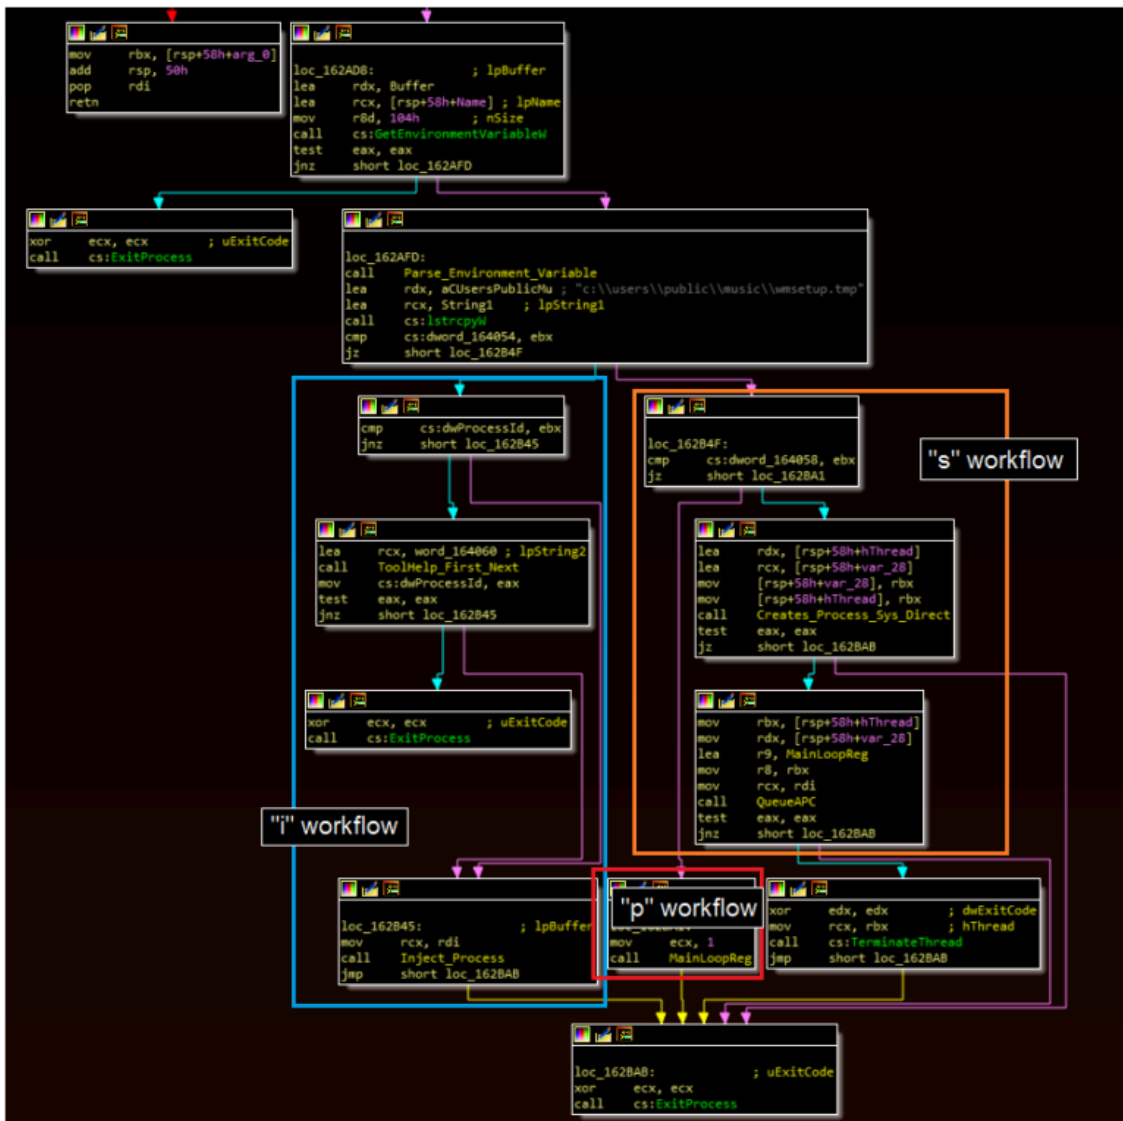 mov rbx, [rsp+58h+arg_0]
add rsp, 50h
pop rdi
retn
loc_162AD8: ; lpBuffer
lea rdx, Buffer
lea rcx, [rsp+58h+Name] ; lpName
mov r8d, 104h ; nSize
call cs:GetEnvironmentVariableW
test eax, eax
jnz short loc_162AFD
xor ecx, ecx ; uExitCode
call cs:ExitProcess
loc_162AFD:
call Parse_Environment_Variable
lea rdx, aCUsersPublicMu ; "c:\\users\\public\\music\\wmsetup.tmp"
lea rcx, String1 ; lpString1
call cs:lstrcpyW
cmp cs:dword_164054, ebx
jz short loc_162B4F
cmp cs:dwProcessId, ebx
jnz short loc_162B45
loc_162B4F:
cmp cs:dword_164058, ebx
jz short loc_162BA1
"s" workflow
lea rcx, word_164060 ; lpString2
call ToolHelp_First_Next
mov cs:dwProcessId, eax
test eax, eax
jnz short loc_162B45
lea rdx, [rsp+58h+hThread]
lea rcx, [rsp+58h+var_28]
mov [rsp+58h+var_28], rbx
mov [rsp+58h+hThread], rbx
call Creates_Process_Sys_Direct
test eax, eax
jz short loc_162BAB
xor ecx, ecx ; uExitCode
call cs:ExitProcess
mov rbx, [rsp+58h+hThread]
mov rdx, [rsp+58h+var_28]
lea r9, MainLoopReg
mov r8, rbx
mov rcx, rdi
call QueueAPC
test eax, eax
jnz short loc_162BAB
"i" workflow
loc_162B45: ; lpBuffer
mov rcx, rdi
call Inject_Process
jmp short loc_162BAB
"p" workflow
mov ecx, 1
call MainLoopReg
xor edx, edx ; dwExitCode
mov rcx, rbx ; hThread
call cs:TerminateThread
jmp short loc_162BAB
loc_162BAB: ; uExitCode
xor ecx, ecx
call cs:ExitProcess